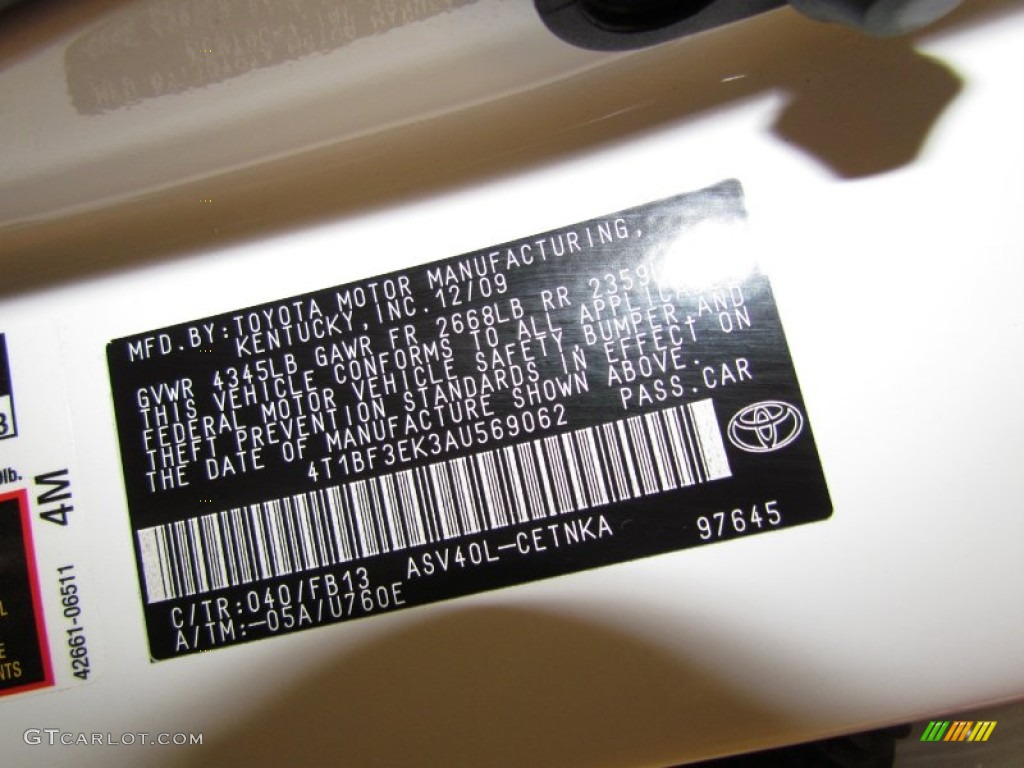 MFD. BY: TOYOTA MOTOR MANUFACTURING,
KENTUCKY, INC. 12/09
GVWR 4345LB GAWR FR 2668LB RR
THIS VEHICLE CONFORMS TO ALL
FEDERAL MOTOR VEHICLE SAFETY, BUMPER, AND
THEFT PREVENTION STANDARDS IN EFFECT ON
THE DATE OF MANUFACTURE SHOWN ABOVE.
4T1BF3EK3AU569062 PASS. CAR
C/TR:040/FB13 ASV40L-CETNKA 97645
A/TM:-05A/U760E
4M
42661-06511
GTCARLOT.COM